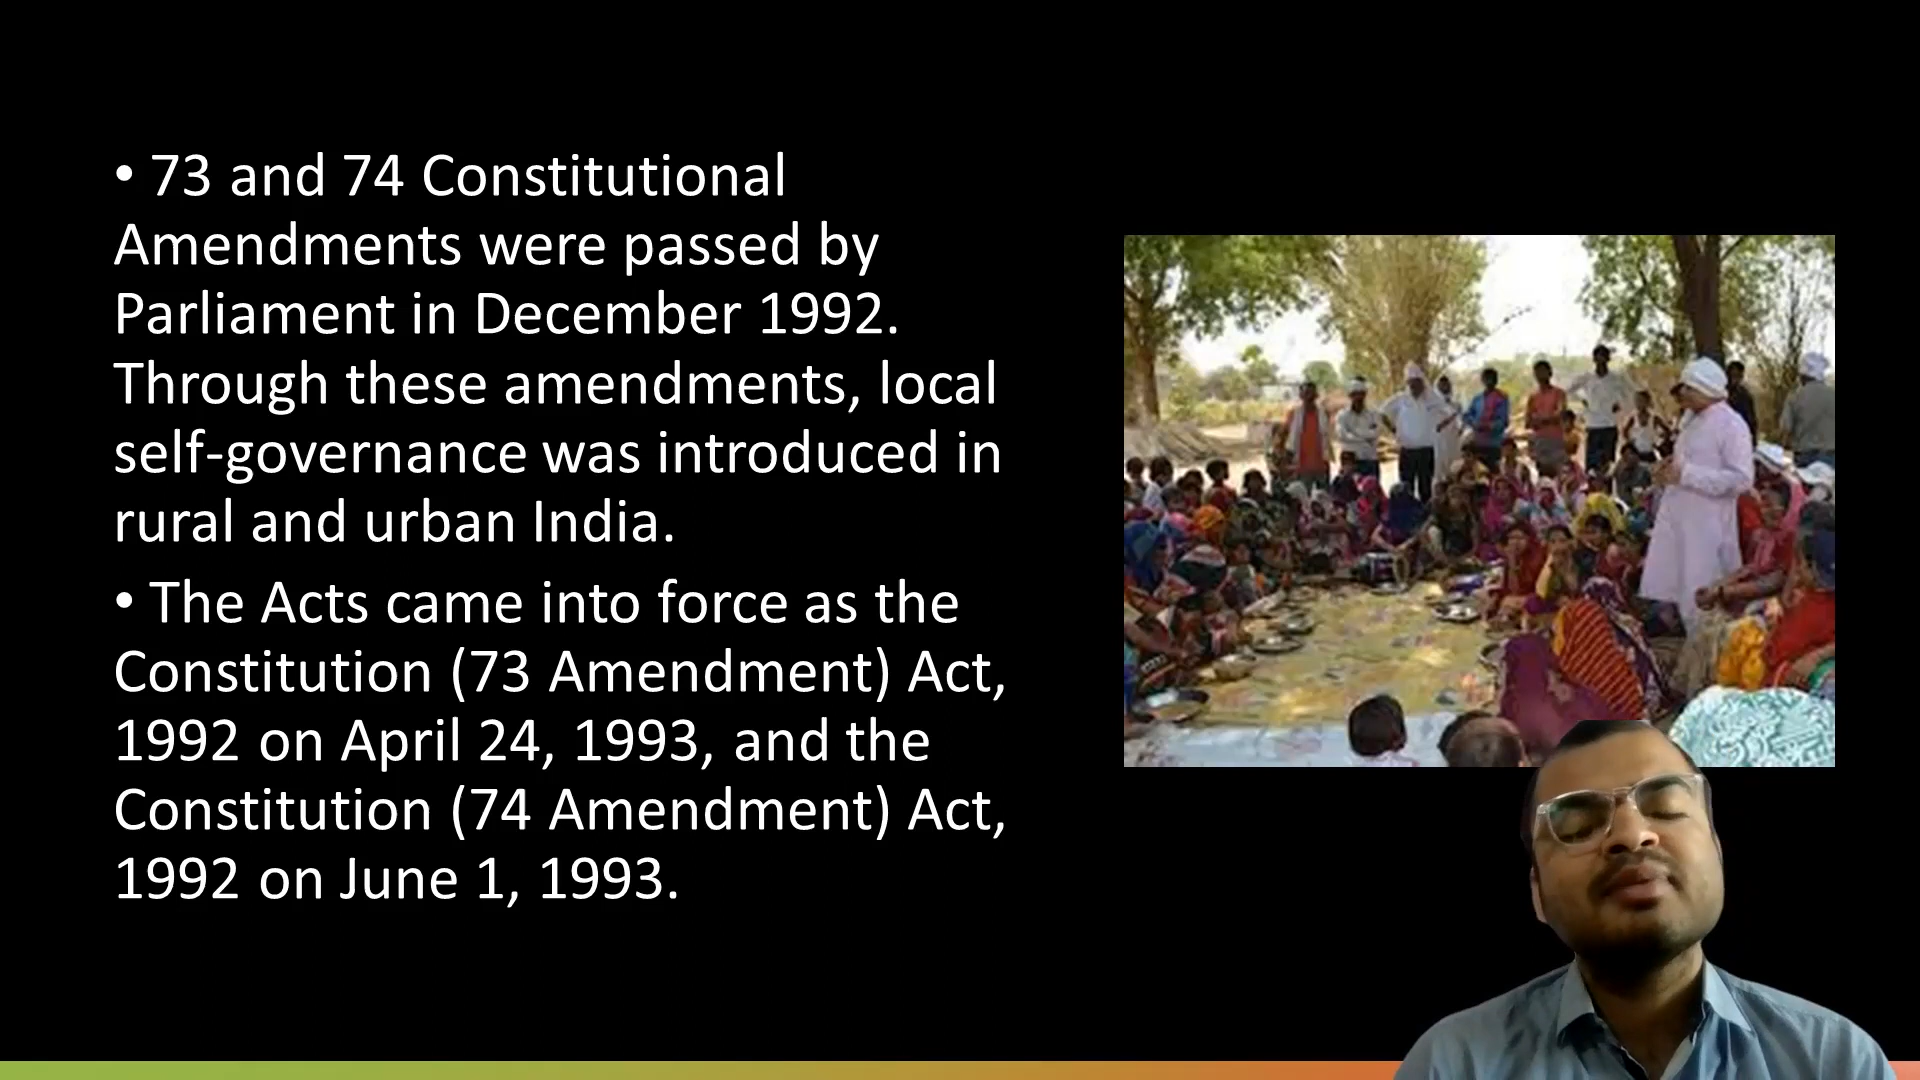 • 73 and 74 Constitutional
Amendments were passed by
Parliament in December 1992.
Through these amendments, local
self-governance was introduced in
rural and urban India.
• The Acts came into force as the
Constitution (73 Amendment) Act,
1992 on April 24, 1993, and the
Constitution (74 Amendment) Act,
1992 on June 1, 1993.